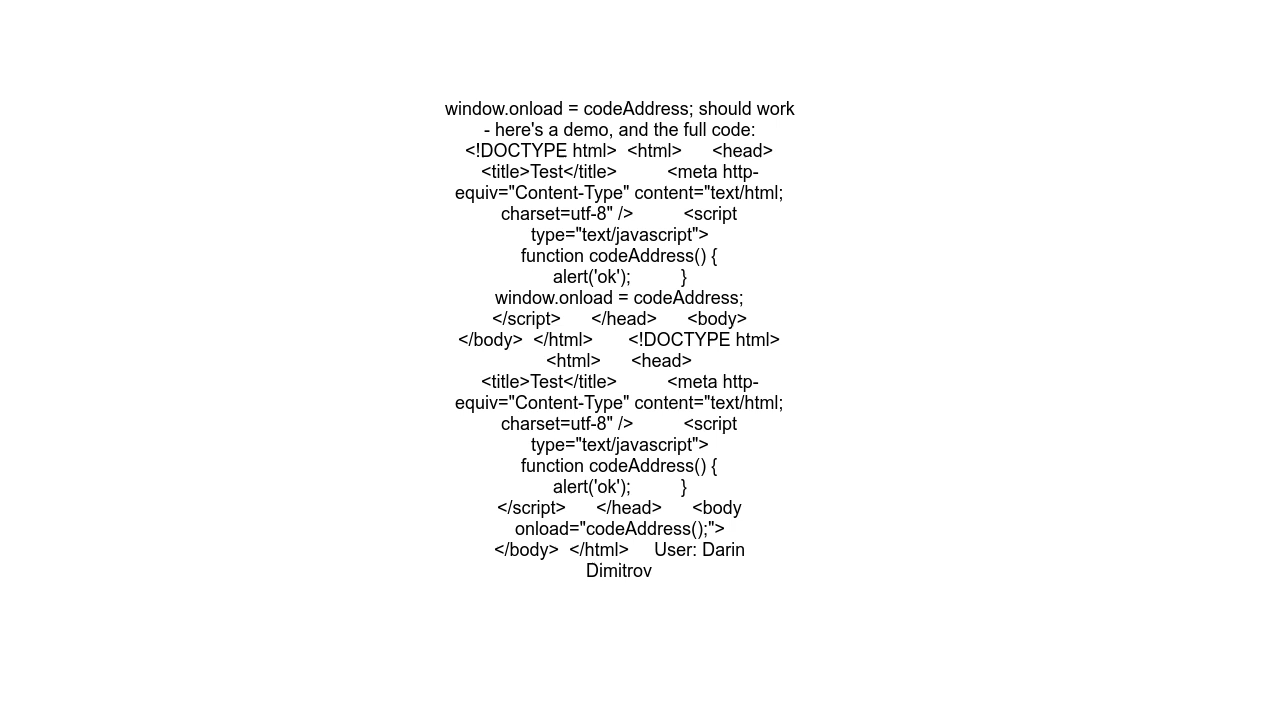 window.onload = codeAddress; should work
- here's a demo, and the full code:
<!DOCTYPE html>  <html>      <head>
<title>Test</title>          <meta http-
equiv="Content-Type" content="text/html;
charset=utf-8" />          <script
type="text/javascript">
function codeAddress() {
alert('ok');          }
window.onload = codeAddress;
</script>      </head>      <body>
</body>  </html>       <!DOCTYPE html>
<html>      <head>
<title>Test</title>          <meta http-
equiv="Content-Type" content="text/html;
charset=utf-8" />          <script
type="text/javascript">
function codeAddress() {
alert('ok');          }
</script>      </head>      <body
onload="codeAddress();">
</body>  </html>     User: Darin
Dimitrov